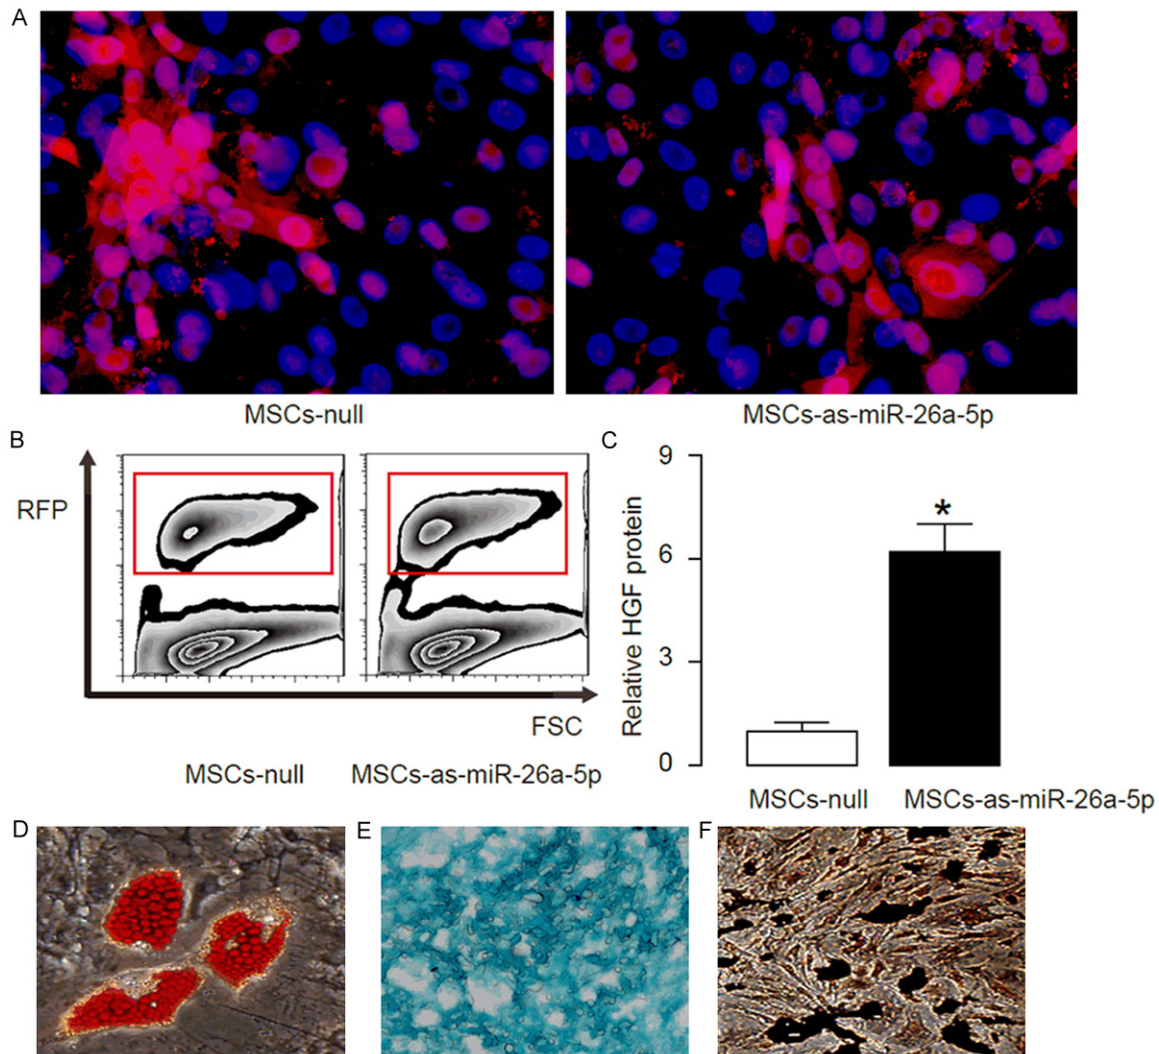 A
MSCs-null
MSCs-as-miR-26a-5p
B
RFP
FSC
MSCs-null
MSCs-as-miR-26a-5p
C
Relative HGF protein
9
6
3
0
*
MSCs-null
MSCs-as-miR-26a-5p
D
E
F